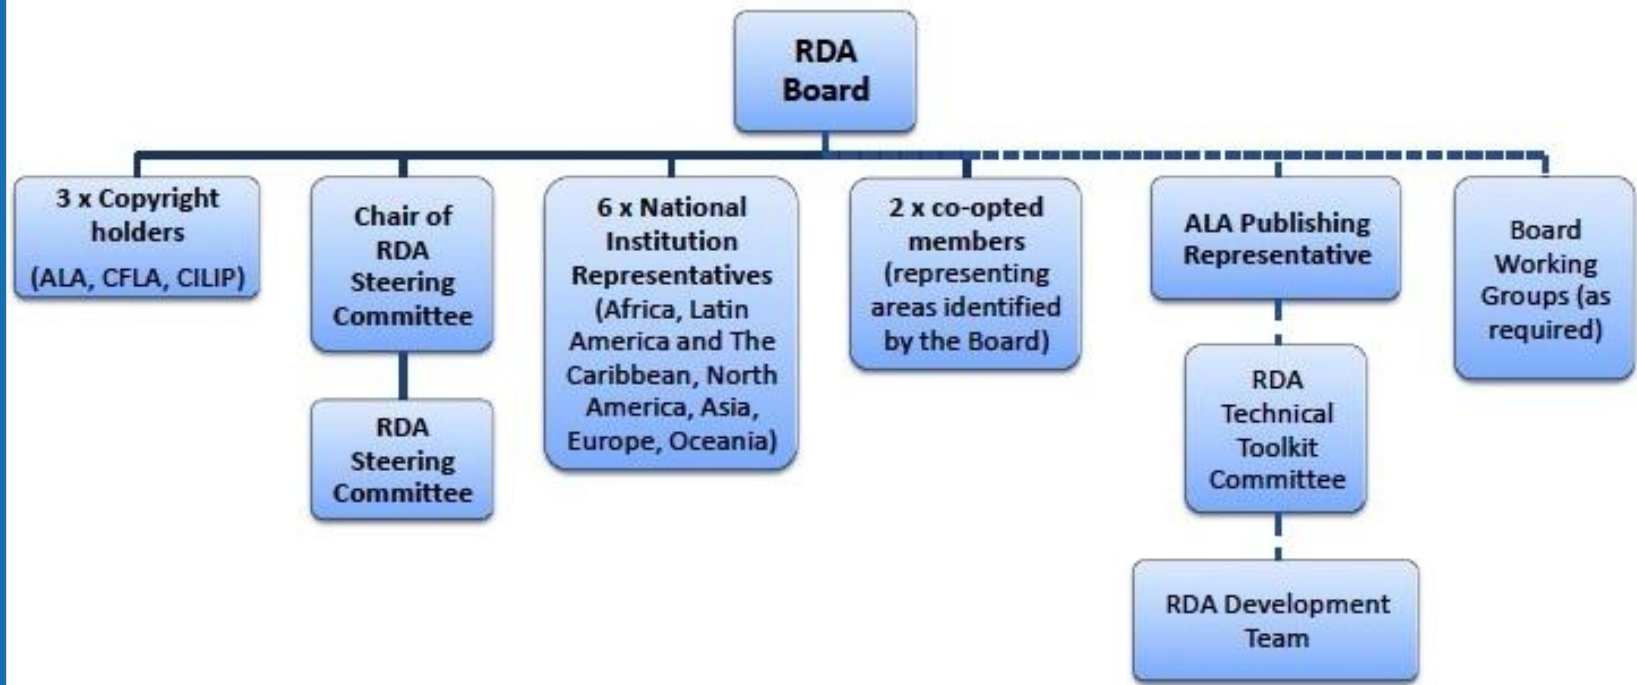 RDA
Board
3 x Copyright
holders
(ALA, CFLA, CILIP)
Chair of
RDA
Steering
Committee
RDA
Steering
Committee
6 x National
Institution
Representatives
(Africa, Latin
America and The
Caribbean, North
America, Asia,
Europe, Oceania)
2 x co-opted
members
(representing
areas identified
by the Board)
ALA Publishing
Representative
RDA
Technical
Toolkit
Committee
RDA Development
Team
Board
Working
Groups (as
required)